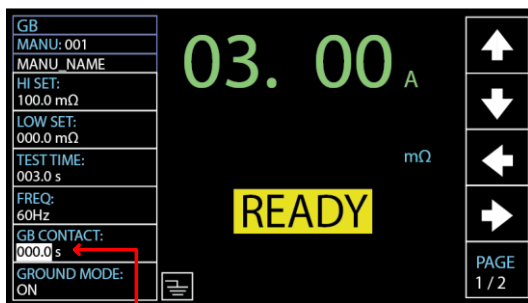 GB
MANU: 001
MANU_NAME
HI SET:
100.0 mΩ
LOW SET:
000.0 mΩ
TEST TIME:
003.0 s
FREQ:
60Hz
GB CONTACT:
000.0 s
GROUND MODE:
ON
03. 00 A
mΩ
READY
PAGE
1 / 2